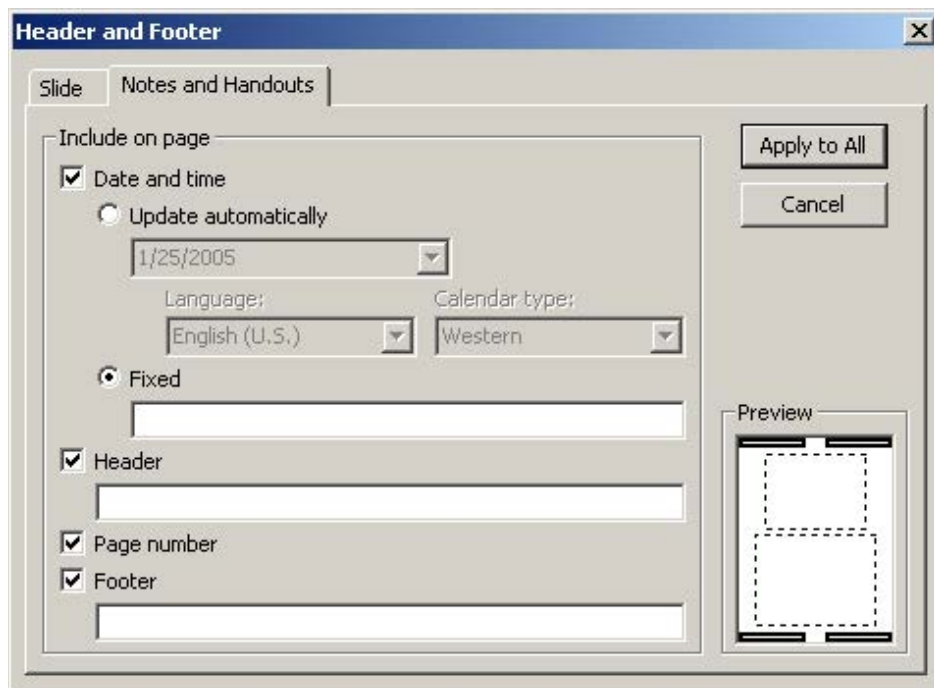 Header and Footer
Slide
Notes and Handouts
Include on page
Date and time
Update automatically
1/25/2005
Language:
Calendar type:
English (U.S.)
Western
Fixed
Header
Page number
Footer
Apply to All
Cancel
Preview